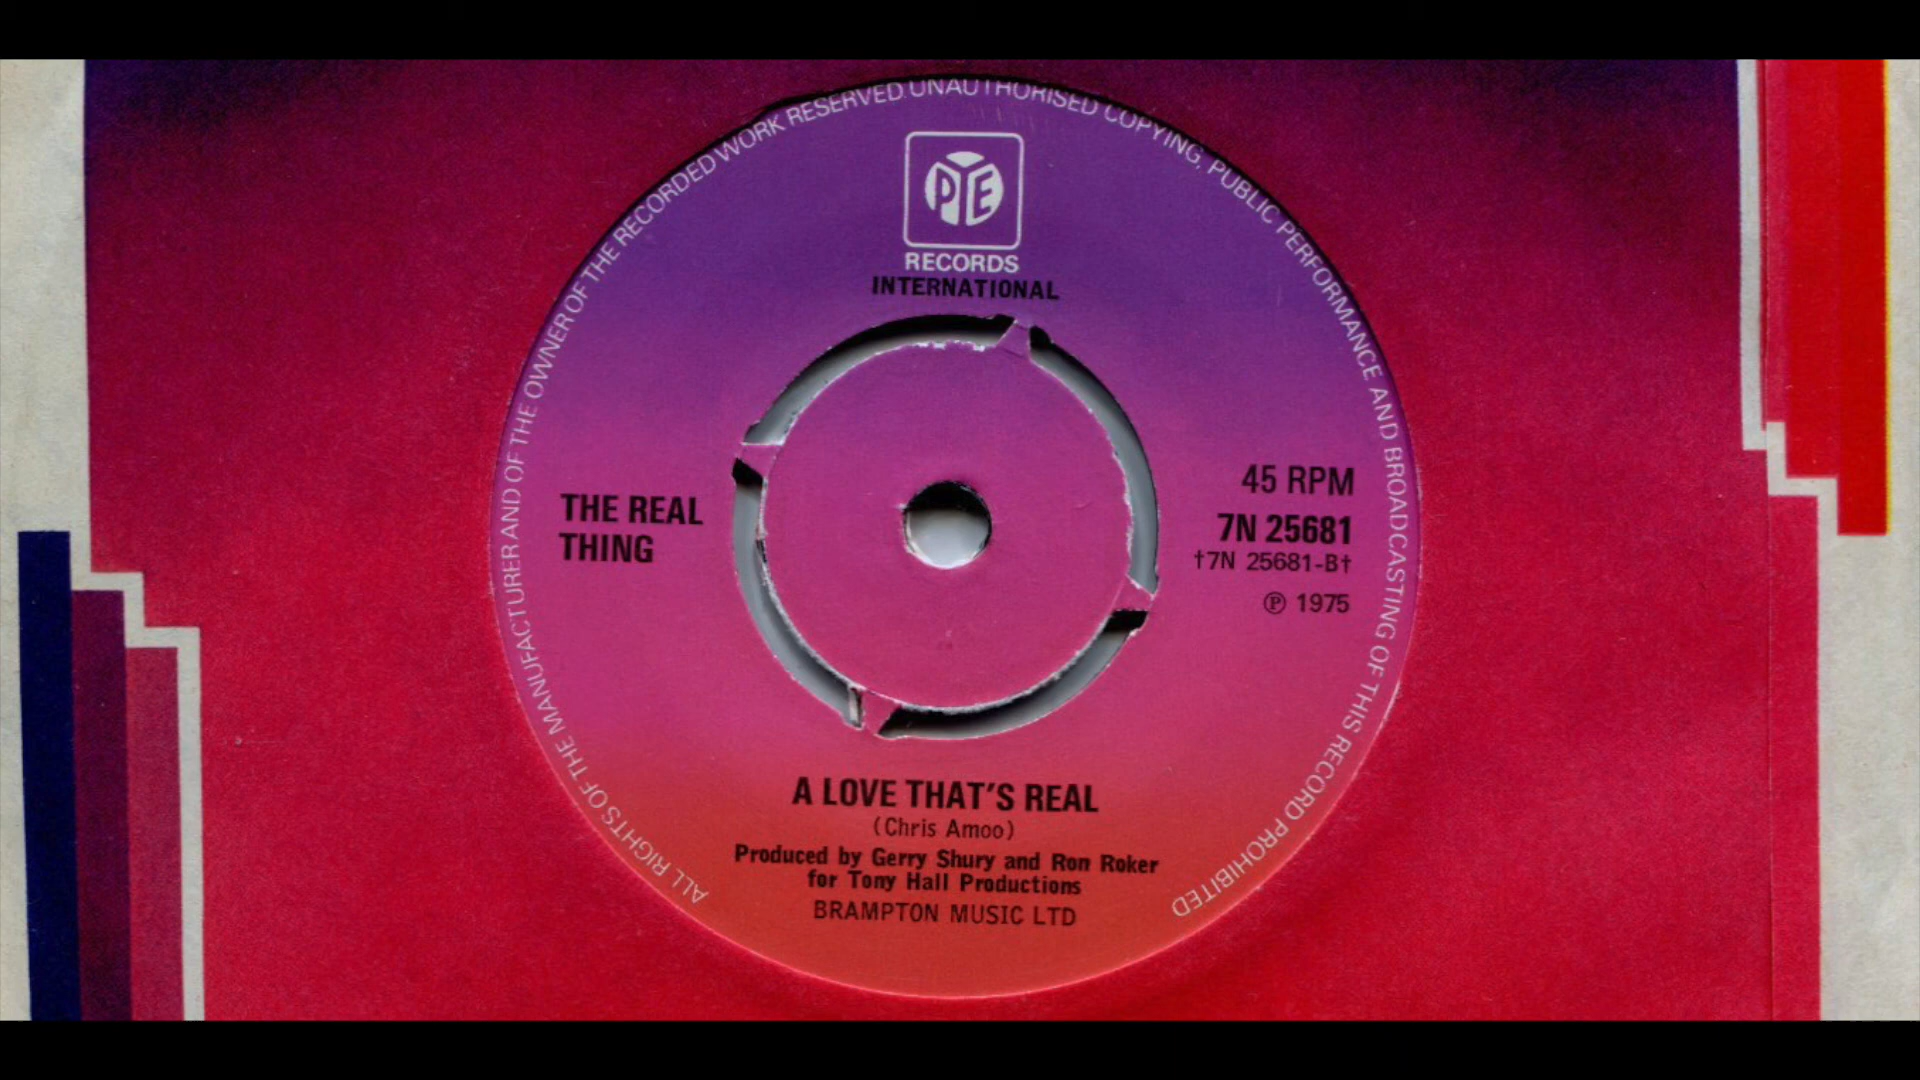 ALL RIGHTS OF THE MANUFACTURER AND OF THE OWNER OF THE RECORDED WORK RESERVED. UNAUTHORISED COPYING, PUBLIC PERFORMANCE AND BROADCASTING OF THIS RECORD PROHIBITED
PYE
RECORDS
INTERNATIONAL
THE REAL
THING
45 RPM
7N 25681
†7N 25681-B†
℗ 1975
A LOVE THAT'S REAL
(Chris Amoo)
Produced by Gerry Shury and Ron Roker
for Tony Hall Productions
BRAMPTON MUSIC LTD